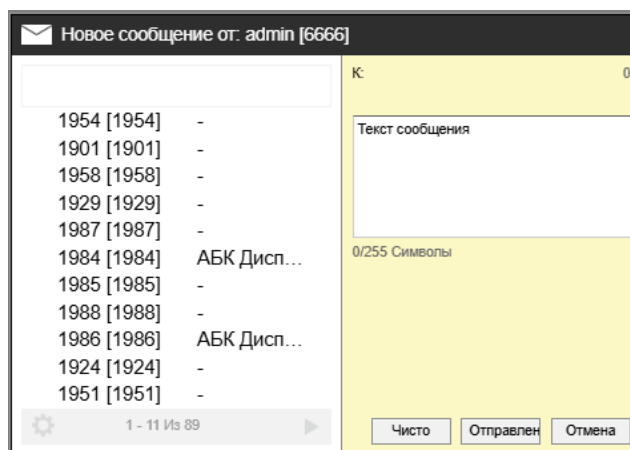 Новое сообщение от: admin [6666]
1954 [1954] -
1901 [1901] -
1958 [1958] -
1929 [1929] -
1987 [1987] -
1984 [1984] АБК Дисп...
1985 [1985] -
1988 [1988] -
1986 [1986] АБК Дисп...
1924 [1924] -
1951 [1951] -
1 - 11 Из 89
К: 0
Текст сообщения
0/255 Символы
Чисто Отправлен Отмена